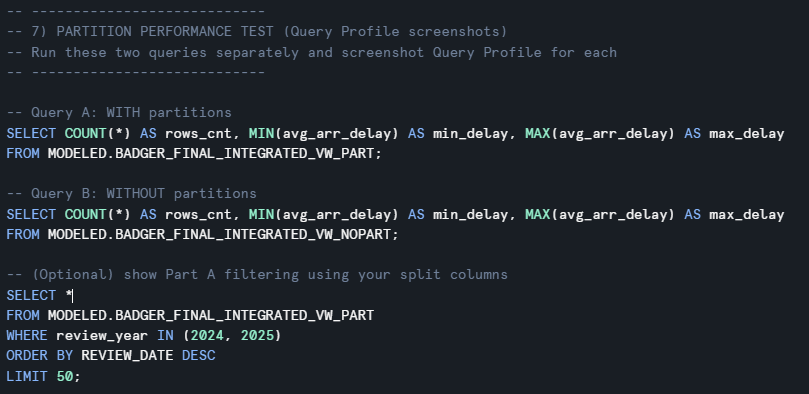 -- ----------------------------
-- 7) PARTITION PERFORMANCE TEST (Query Profile screenshots)
-- Run these two queries separately and screenshot Query Profile for each
-- ----------------------------
-- Query A: WITH partitions
SELECT COUNT(*) AS rows_cnt, MIN(avg_arr_delay) AS min_delay, MAX(avg_arr_delay) AS max_delay
FROM MODELED.BADGER_FINAL_INTEGRATED_VW_PART;
-- Query B: WITHOUT partitions
SELECT COUNT(*) AS rows_cnt, MIN(avg_arr_delay) AS min_delay, MAX(avg_arr_delay) AS max_delay
FROM MODELED.BADGER_FINAL_INTEGRATED_VW_NOPART;
-- (Optional) show Part A filtering using your split columns
SELECT *
FROM MODELED.BADGER_FINAL_INTEGRATED_VW_PART
WHERE review_year IN (2024, 2025)
ORDER BY REVIEW_DATE DESC
LIMIT 50;